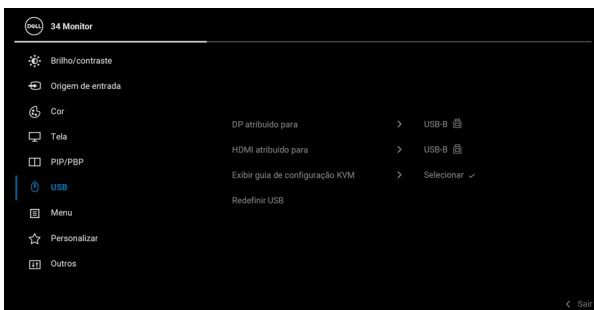 DELL
34 Monitor
Brilho/contraste
Origem de entrada
Cor
Tela
PIP/PBP
USB
Menu
Personalizar
Outros
DP atribuído para USB-B
HDMI atribuído para USB-B
Exibir guia de configuração KVM Selecionar
Redefinir USB
Sair